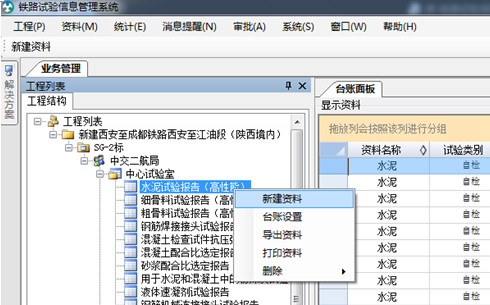 铁路试验信息管理系统
工程(P) 资料(M) 统计(E) 消息提醒(N) 审批(A) 系统(S) 窗口(W) 帮助(H)
新建资料
解决方案
业务管理
工程列表
工程结构
工程列表
新建西安至成都铁路西安至江油段（陕西境内）
SG-2标
中交二航局
中心试验室
水泥试验报告（高性能）
细骨料试验报告（高性
粗骨料试验报告（高性
钢筋焊接接头试验报告
混凝土检查试件抗压强
混凝土配合比选定报告
砂浆配合比选定报告
用于水泥和混凝土中的
液体速凝剂试验报告
新建资料
台账设置
导出资料
打印资料
删除
台账面板
显示资料
拖放列会按照该列进行分组
资料名称 试验类别
水泥 自检
水泥 自检
水泥 自检
水泥 自检
水泥 自检
水泥 自检
水泥 自检
水泥 自检
水泥 自检